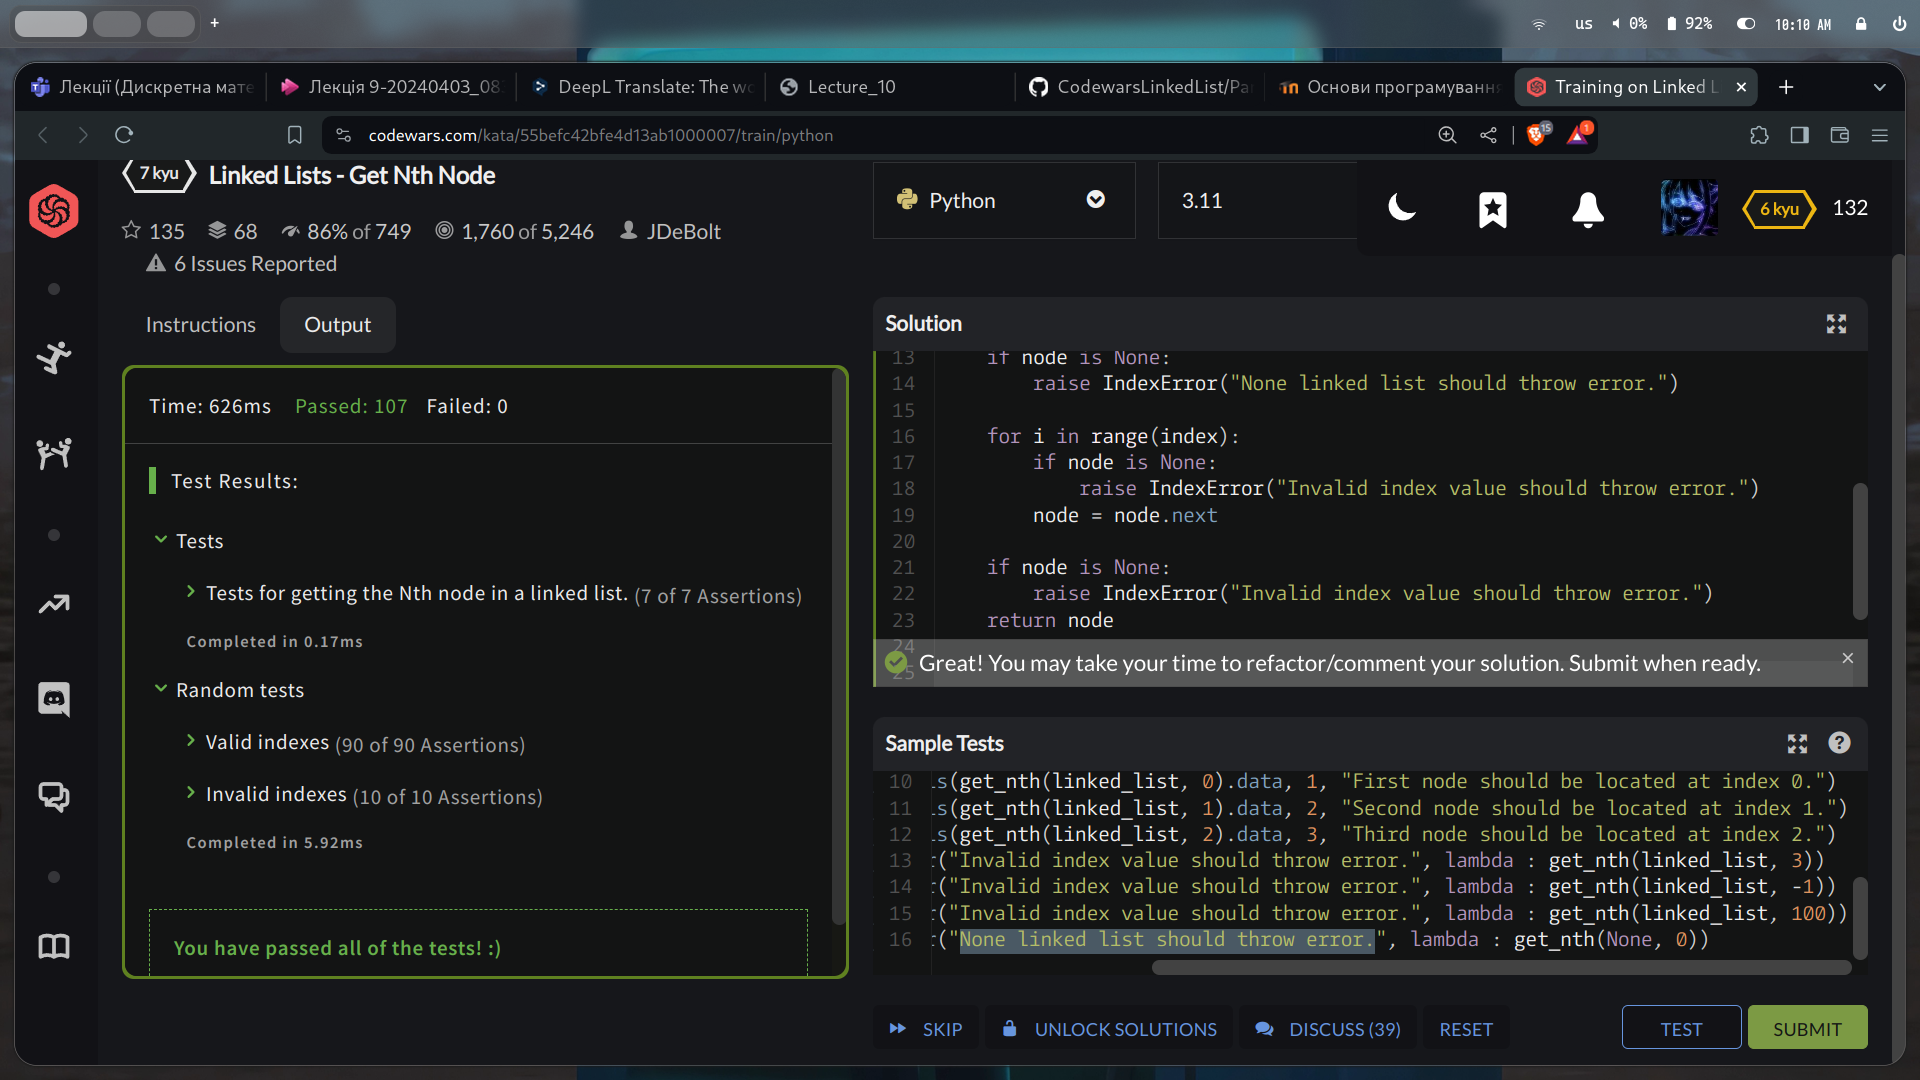 +
us
0%
92%
10:10 AM
Лекції (Дискретна мате
Лекція 9-20240403_08
DeepL Translate: The wo
Lecture_10
CodewarsLinkedList/Pa
Основи програмування
Training on Linked L
codewars.com/kata/55befc42bfe4d13ab1000007/train/python
15
1
7 kyu
Linked Lists - Get Nth Node
135
68
86% of 749
1,760 of 5,246
JDeBolt
6 Issues Reported
Python
3.11
6 kyu
132
Instructions
Output
Time: 626ms Passed: 107 Failed: 0
Test Results:
Tests
Tests for getting the Nth node in a linked list. (7 of 7 Assertions)
Completed in 0.17ms
Random tests
Valid indexes (90 of 90 Assertions)
Invalid indexes (10 of 10 Assertions)
Completed in 5.92ms
You have passed all of the tests! :)
Solution
13 if node is None:
14 raise IndexError("None linked list should throw error.")
15
16 for i in range(index):
17 if node is None:
18 raise IndexError("Invalid index value should throw error.")
19 node = node.next
20
21 if node is None:
22 raise IndexError("Invalid index value should throw error.")
23 return node
24
25
Great! You may take your time to refactor/comment your solution. Submit when ready.
Sample Tests
10 ls(get_nth(linked_list, 0).data, 1, "First node should be located at index 0.")
11 ls(get_nth(linked_list, 1).data, 2, "Second node should be located at index 1.")
12 ls(get_nth(linked_list, 2).data, 3, "Third node should be located at index 2.")
13 r("Invalid index value should throw error.", lambda : get_nth(linked_list, 3))
14 r("Invalid index value should throw error.", lambda : get_nth(linked_list, -1))
15 r("Invalid index value should throw error.", lambda : get_nth(linked_list, 100))
16 r("None linked list should throw error.", lambda : get_nth(None, 0))
SKIP
UNLOCK SOLUTIONS
DISCUSS (39)
RESET
TEST
SUBMIT